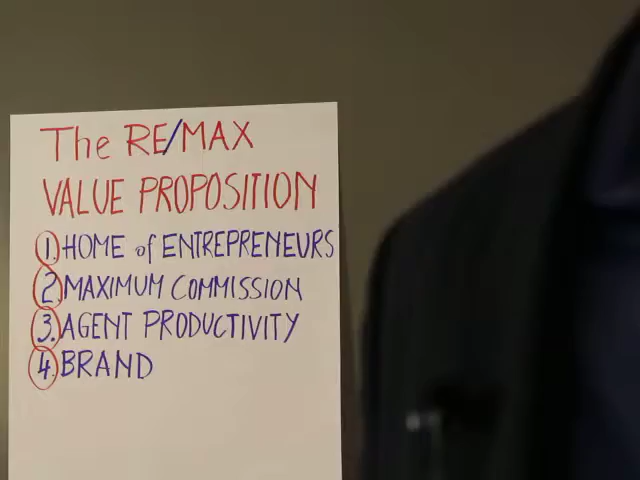 The RE/MAX
VALUE PROPOSITION
1. HOME of ENTREPRENEURS
2. MAXIMUM COMMISSION
3. AGENT PRODUCTIVITY
4. BRAND